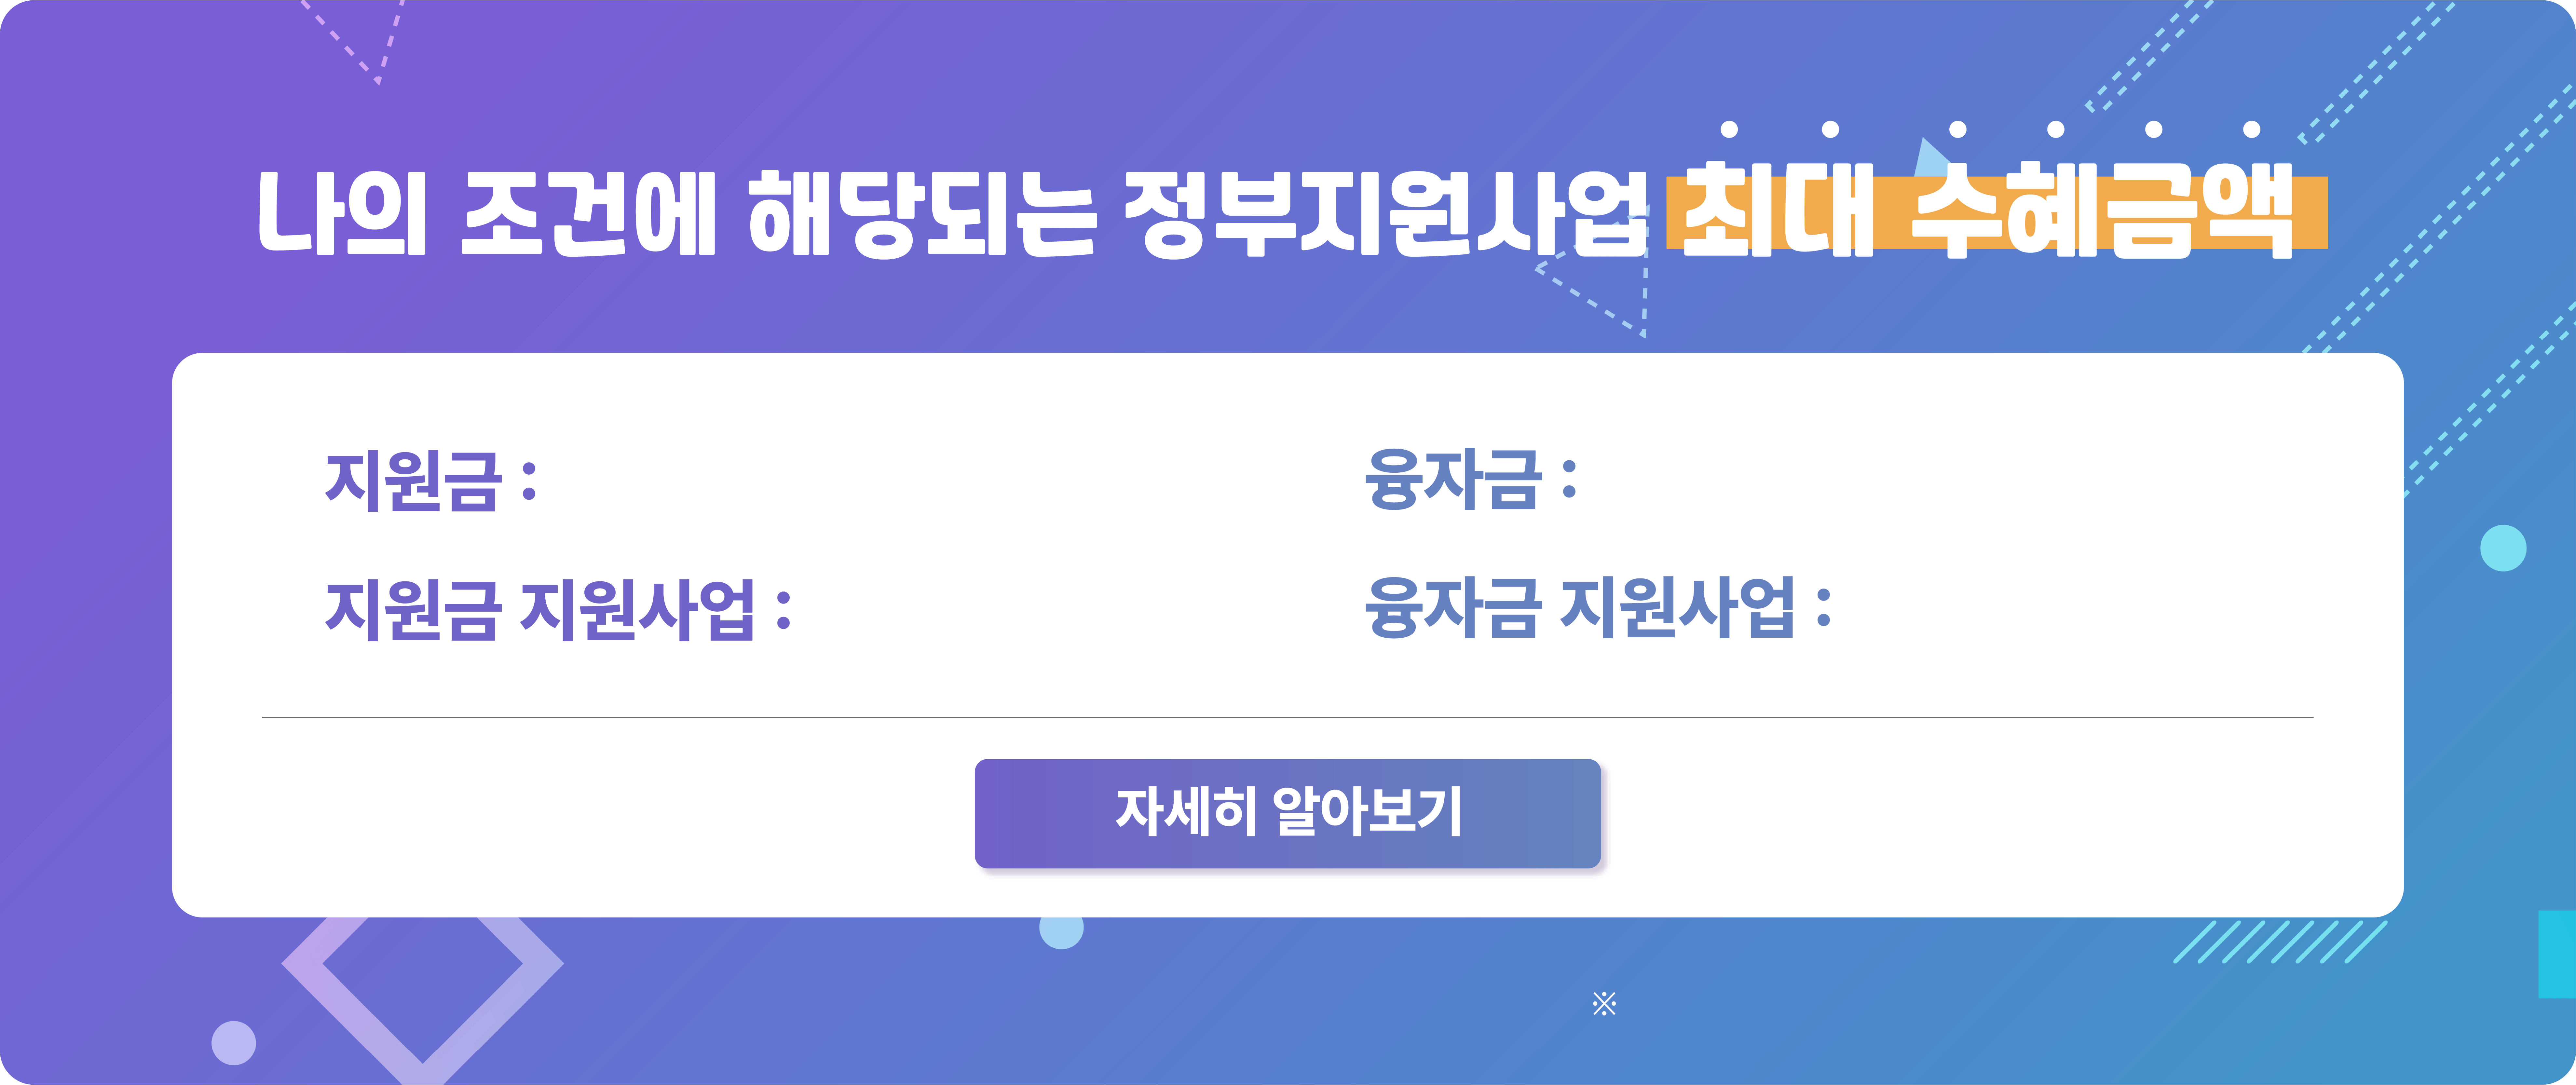 나의 조건에 해당되는 정부지원사업 최대 수혜금액
지원금 :
융자금 :
지원금 지원사업 :
융자금 지원사업 :
자세히 알아보기
※